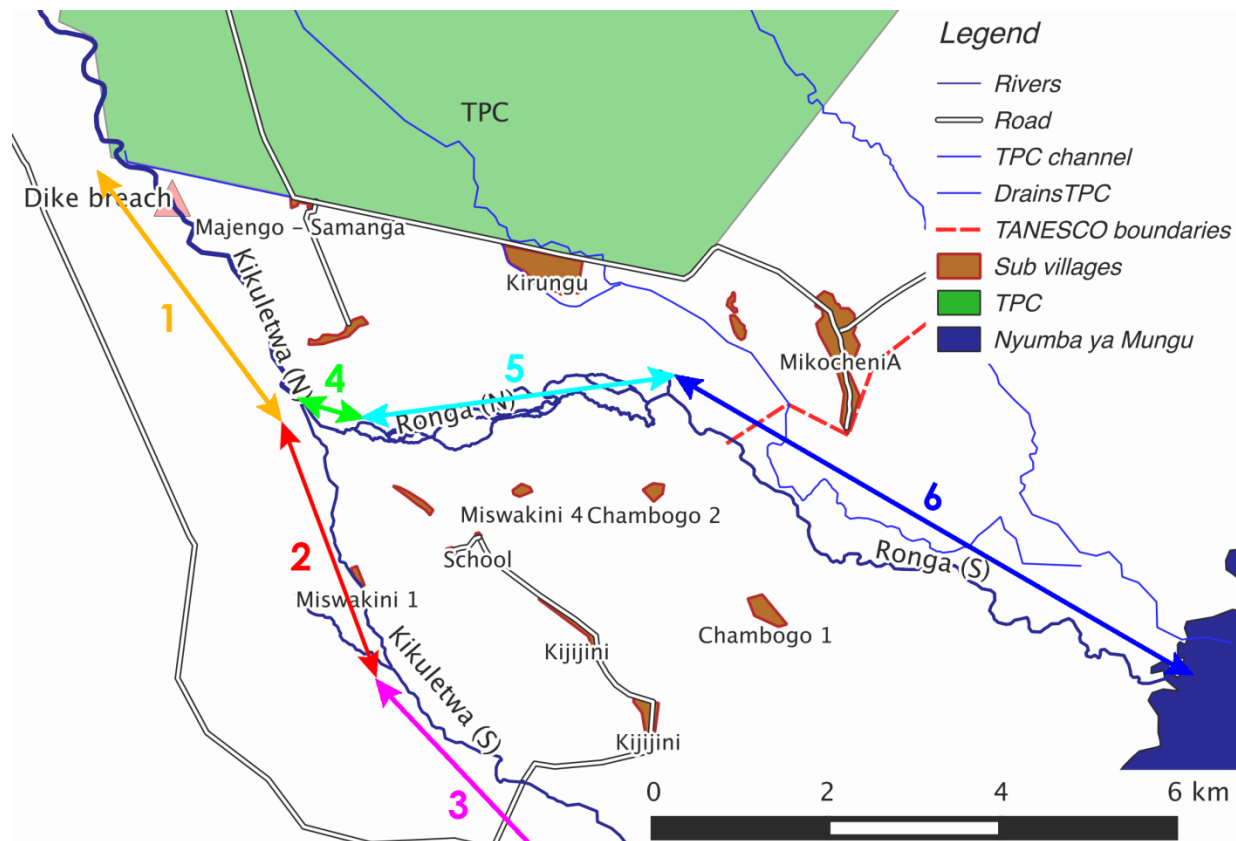 Legend
Rivers
Road
TPC channel
DrainsTPC
TANESCO boundaries
Sub villages
TPC
Nyumba ya Mungu
TPC
Dike breach
Majengo - Samanga
Kirungu
MikocheniA
Kikuletwa (N)
1
4
5
Ronga (N)
2
6
Miswakini 4
Chambogo 2
School
Ronga (S)
Miswakini 1
Chambogo 1
Kikuletwa (S)
Kijijini
Kijijini
3
0 2 4 6 km